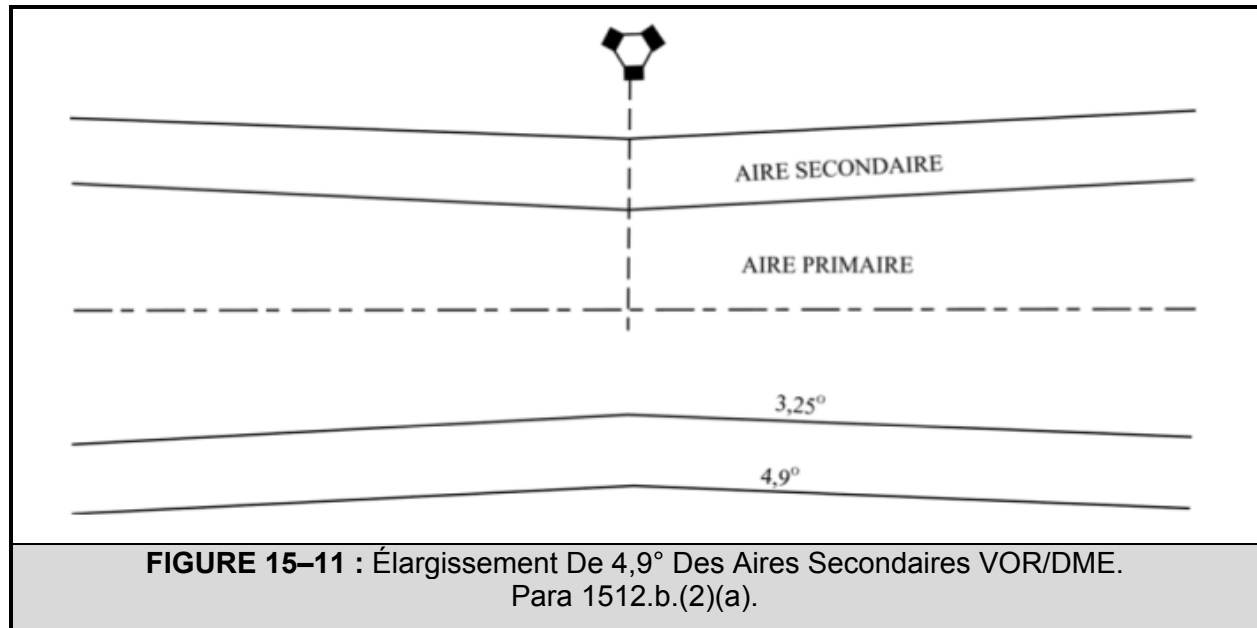 AIRE SECONDAIRE
AIRE PRIMAIRE
3,25°
4,9°
FIGURE 15–11 : Élargissement De 4,9° Des Aires Secondaires VOR/DME.
Para 1512.b.(2)(a).